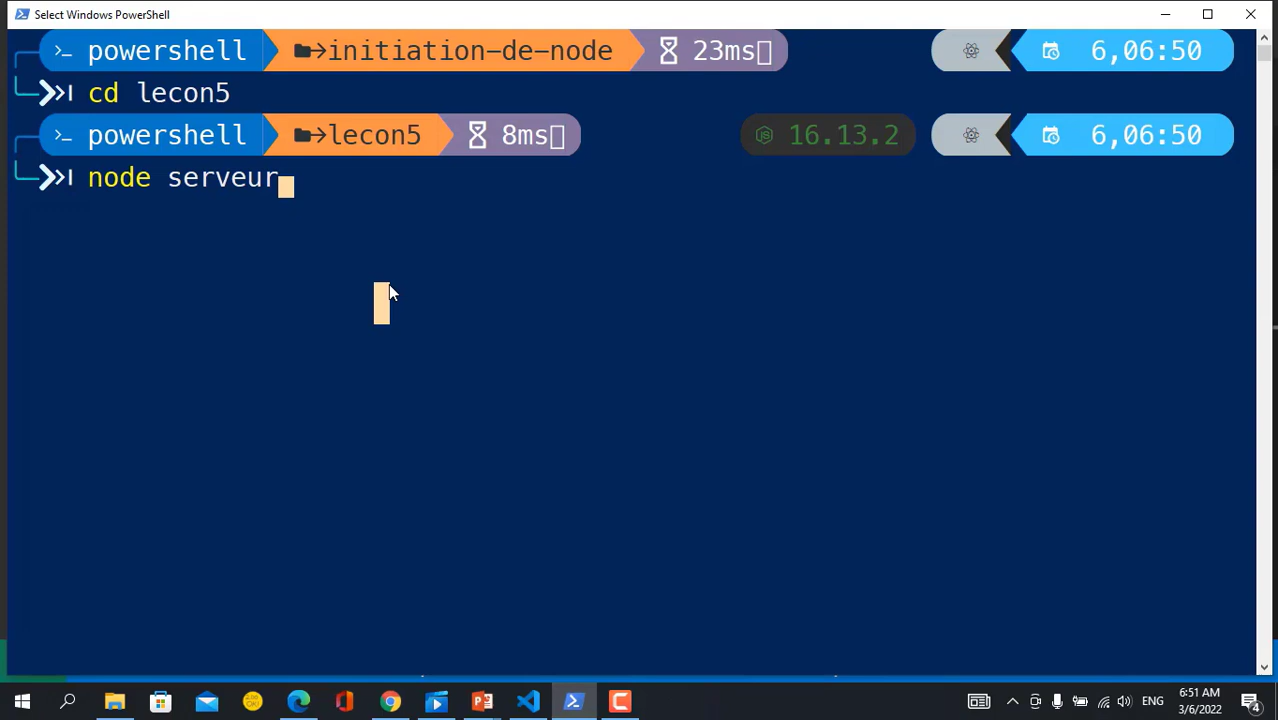 Select Windows PowerShell
>_ powershell →initiation-de-node 23ms 6,06:50
cd lecon5
>_ powershell →lecon5 8ms 16.13.2 6,06:50
node serveur
ENG
6:51 AM
3/6/2022
4